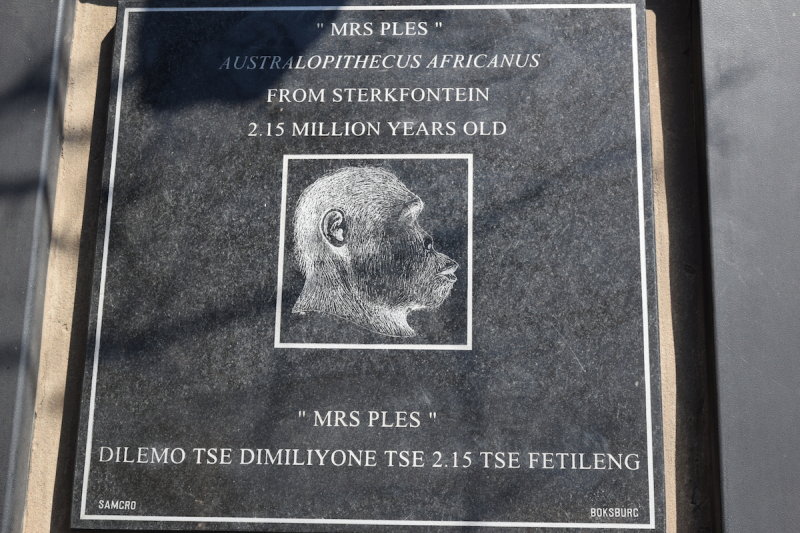 " MRS PLES "
AUSTRALOPITHECUS AFRICANUS
FROM STERKFONTEIN
2.15 MILLION YEARS OLD
" MRS PLES "
DILEMO TSE DIMILIYONE TSE 2.15 TSE FETILENG
SAMCRO
BOKSBURG